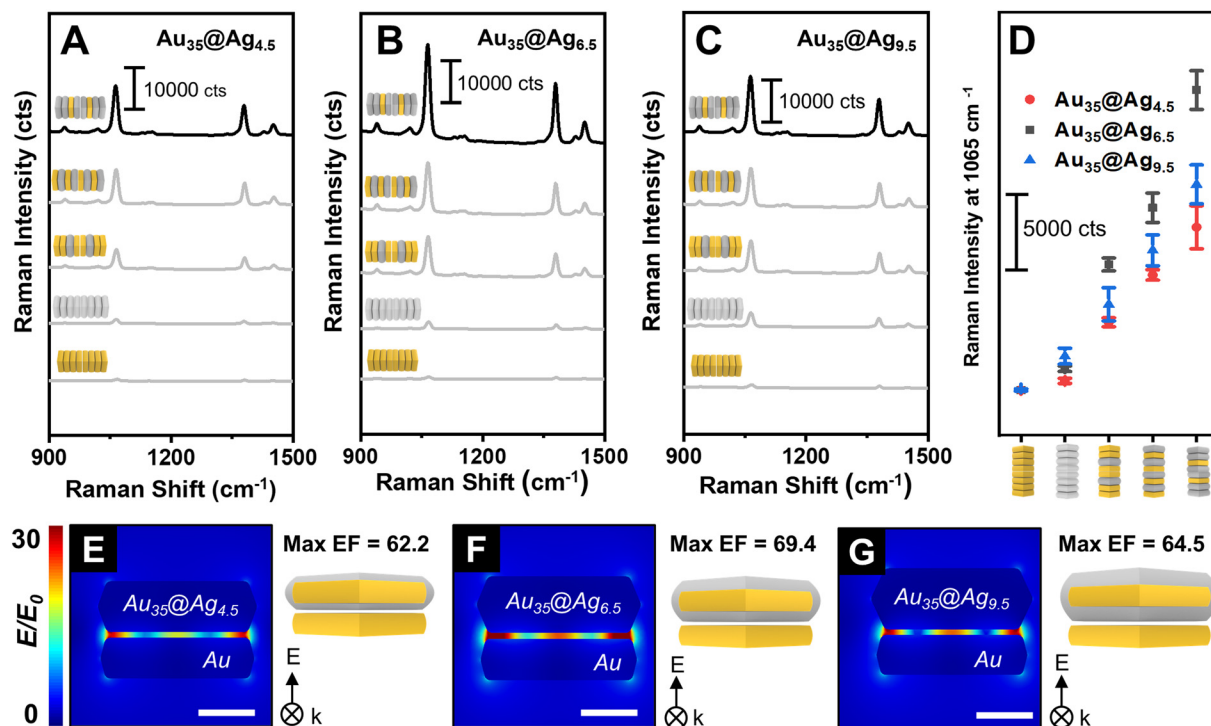 A
Au35@Ag4.5
10000 cts
Raman Intensity (cts)
900
1200
1500
Raman Shift (cm-1)
B
Au35@Ag6.5
10000 cts
Raman Intensity (cts)
900
1200
1500
Raman Shift (cm-1)
C
Au35@Ag9.5
10000 cts
Raman Intensity (cts)
900
1200
1500
Raman Shift (cm-1)
D
Au35@Ag4.5
Au35@Ag6.5
Au35@Ag9.5
5000 cts
Raman Intensity at 1065 cm-1
30
E/E0
0
E
Au35@Ag4.5
Au
Max EF = 62.2
E
k
F
Au35@Ag6.5
Au
Max EF = 69.4
E
k
G
Au35@Ag9.5
Au
Max EF = 64.5
E
k